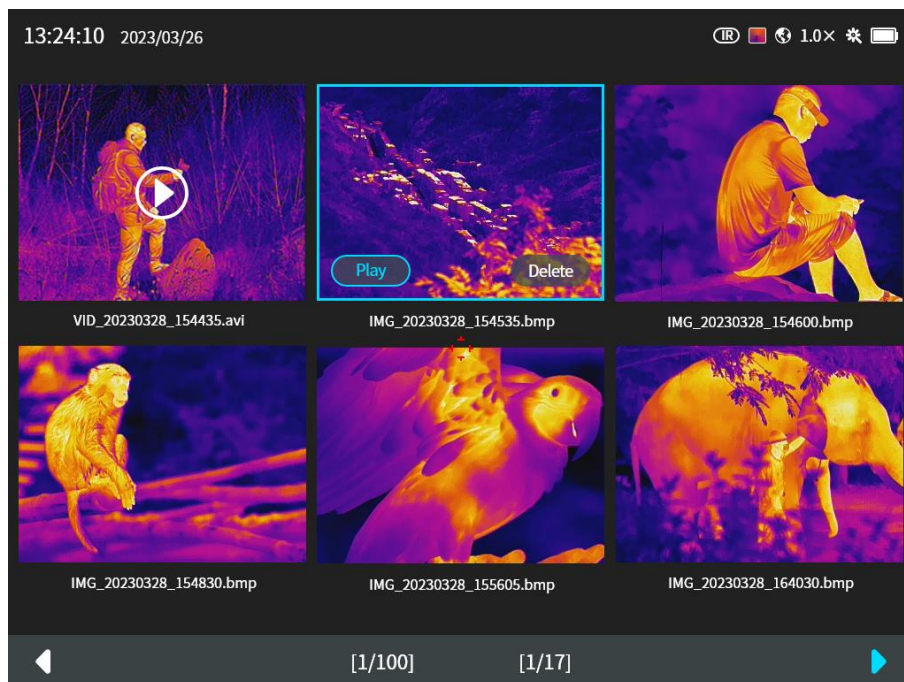 13:24:10 2023/03/26 IR 1.0×
Play Delete
VID_20230328_154435.avi IMG_20230328_154535.bmp IMG_20230328_154600.bmp
IMG_20230328_154830.bmp IMG_20230328_155605.bmp IMG_20230328_164030.bmp
[1/100] [1/17]